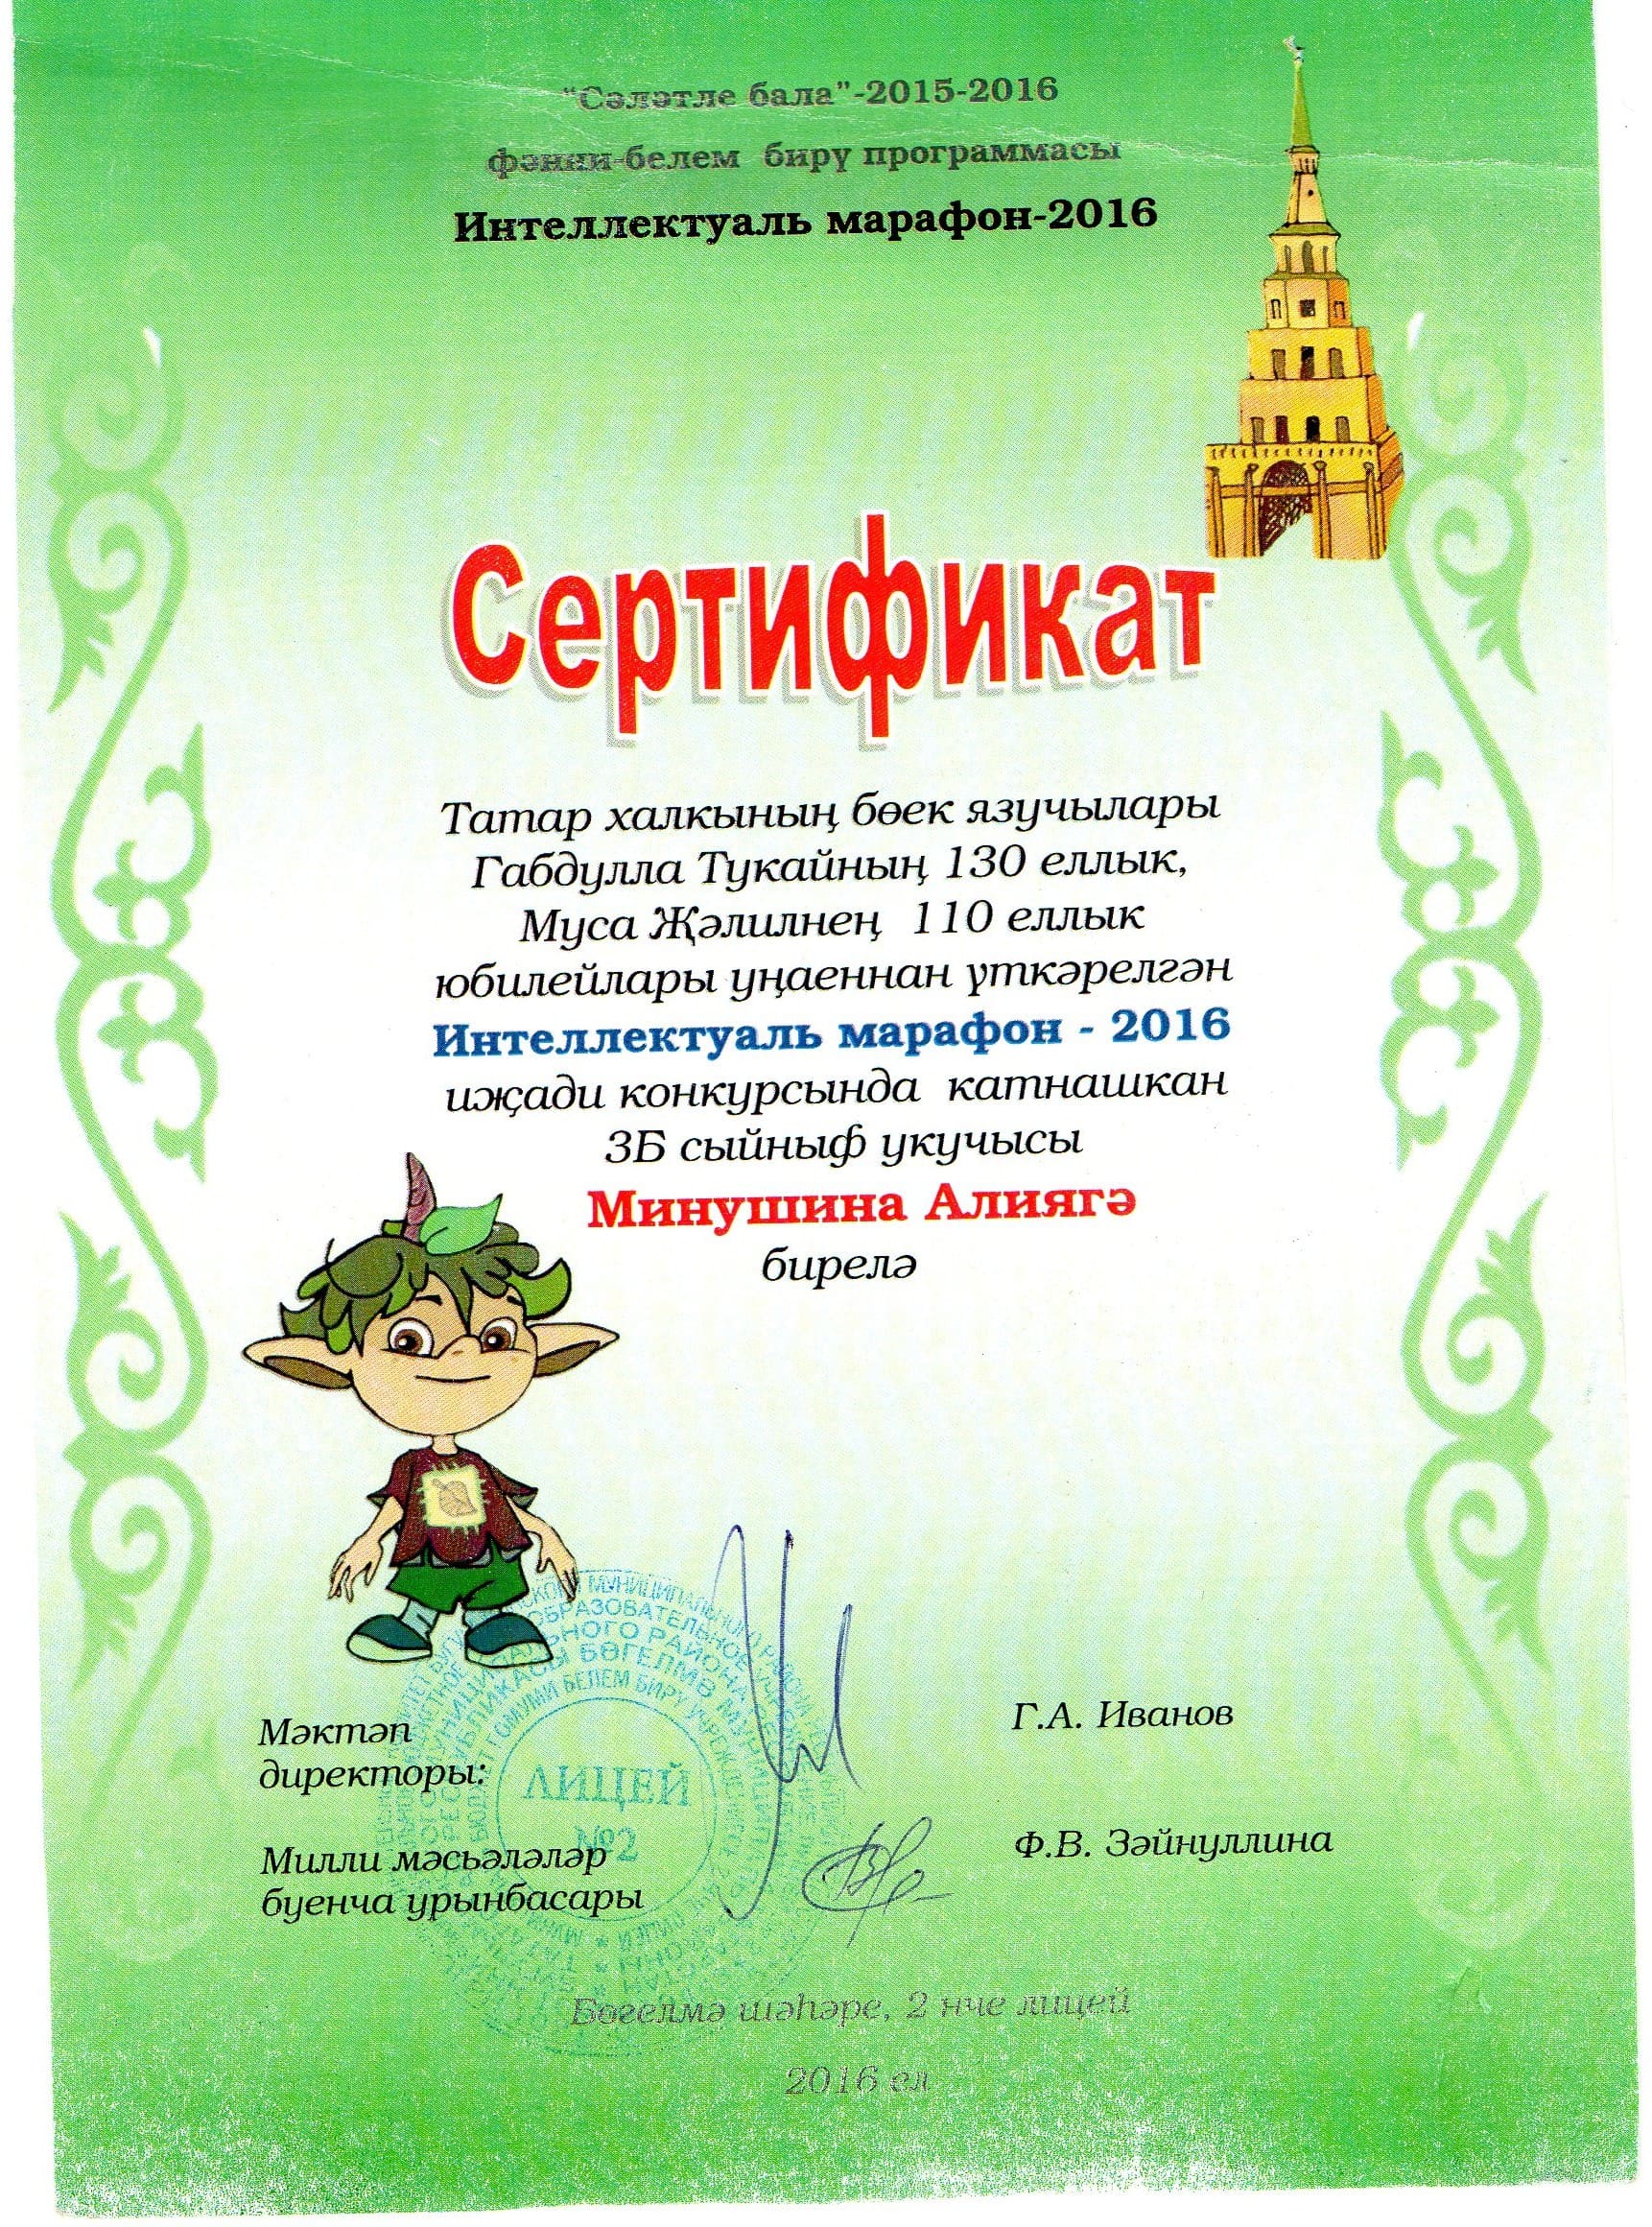 "Сәләтле бала"-2015-2016
фәнни-белем бирү программасы
Интеллектуаль марафон-2016
Сертификат
Татар халкының бөек язучылары
Габдулла Тукайның 130 еллык,
Муса Җәлилнең 110 еллык
юбилейлары уңаеннан үткәрелгән
Интеллектуаль марафон - 2016
иҗади конкурсында катнашкан
3Б сыйныф укучысы
Минушина Алиягә
бирелә
Мәктәп
директоры:
Г.А. Иванов
ЛИЦЕЙ
№2
Милли мәсьәләләр
буенча урынбасары
Ф.В. Зәйнуллина
Бөгелмә шәһәре, 2 нче лицей
2016 ел